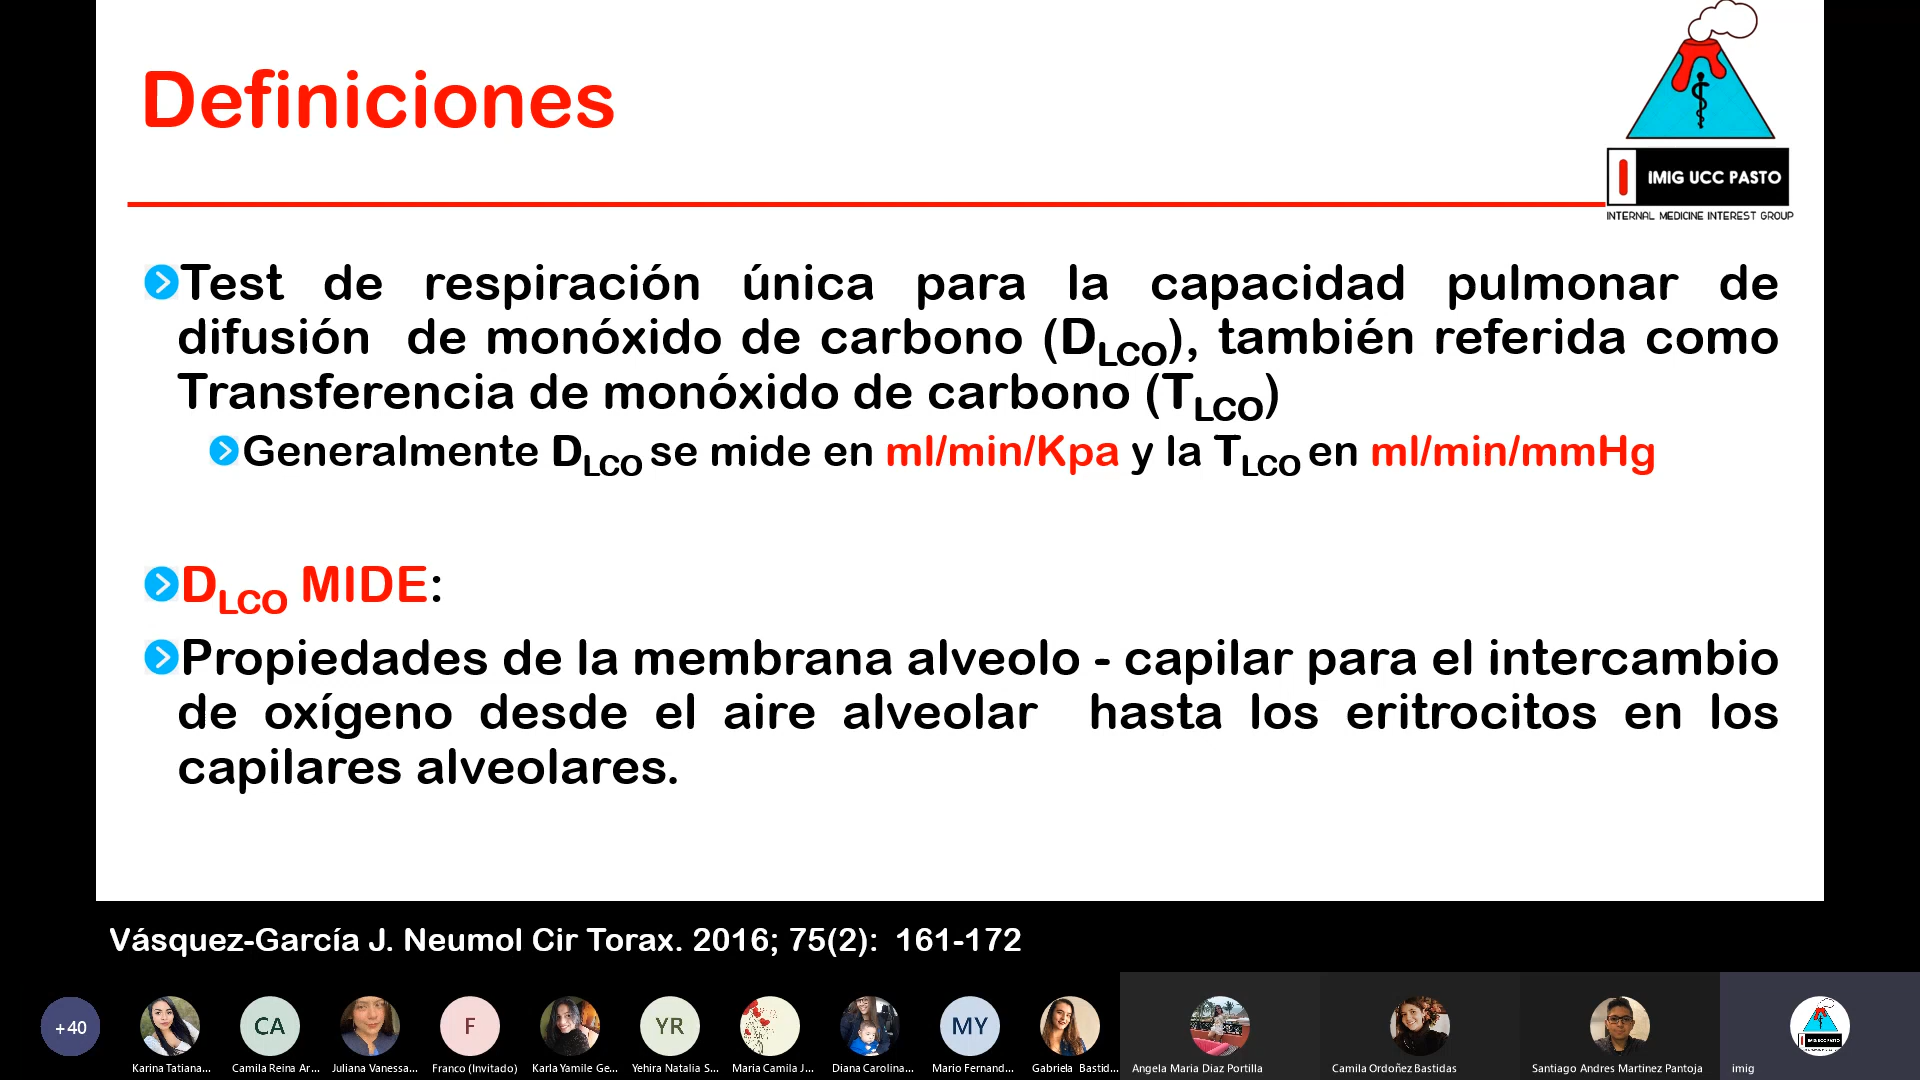 Definiciones
IMIG UCC PASTO
INTERNAL MEDICINE INTEREST GROUP
Test de respiración única para la capacidad pulmonar de
difusión de monóxido de carbono (DLCO), también referida como
Transferencia de monóxido de carbono (TLCO)
Generalmente DLCO se mide en ml/min/Kpa y la TLCO en ml/min/mmHg
DLCO MIDE:
Propiedades de la membrana alveolo - capilar para el intercambio
de oxígeno desde el aire alveolar hasta los eritrocitos en los
capilares alveolares.
Vásquez-García J. Neumol Cir Torax. 2016; 75(2): 161-172
+40
CA
F
YR
MY
Karina Tatiana...
Camila Reina Ar...
Juliana Vanessa...
Franco (Invitado)
Karla Yamile Ge...
Yehira Natalia S...
Maria Camila J...
Diana Carolina...
Mario Fernand...
Gabriela Bastid...
Angela Maria Diaz Portilla
Camila Ordoñez Bastidas
Santiago Andres Martinez Pantoja
imig